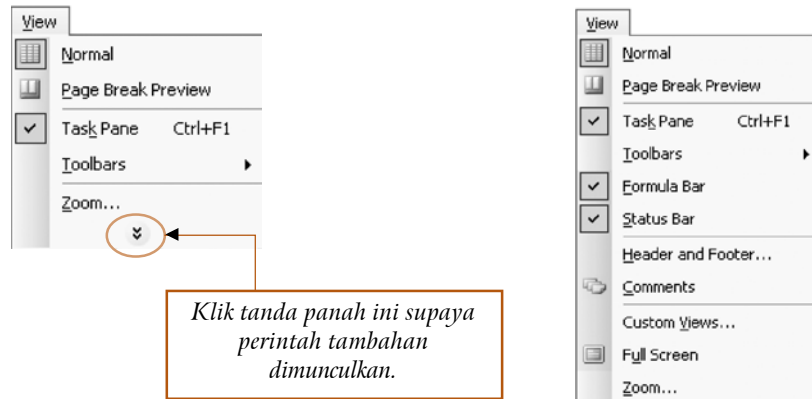 View
Normal
Page Break Preview
Task Pane Ctrl+F1
Toolbars
Zoom...
Klik tanda panah ini supaya
perintah tambahan
dimunculkan.
View
Normal
Page Break Preview
Task Pane Ctrl+F1
Toolbars
Formula Bar
Status Bar
Header and Footer...
Comments
Custom Views...
Full Screen
Zoom...